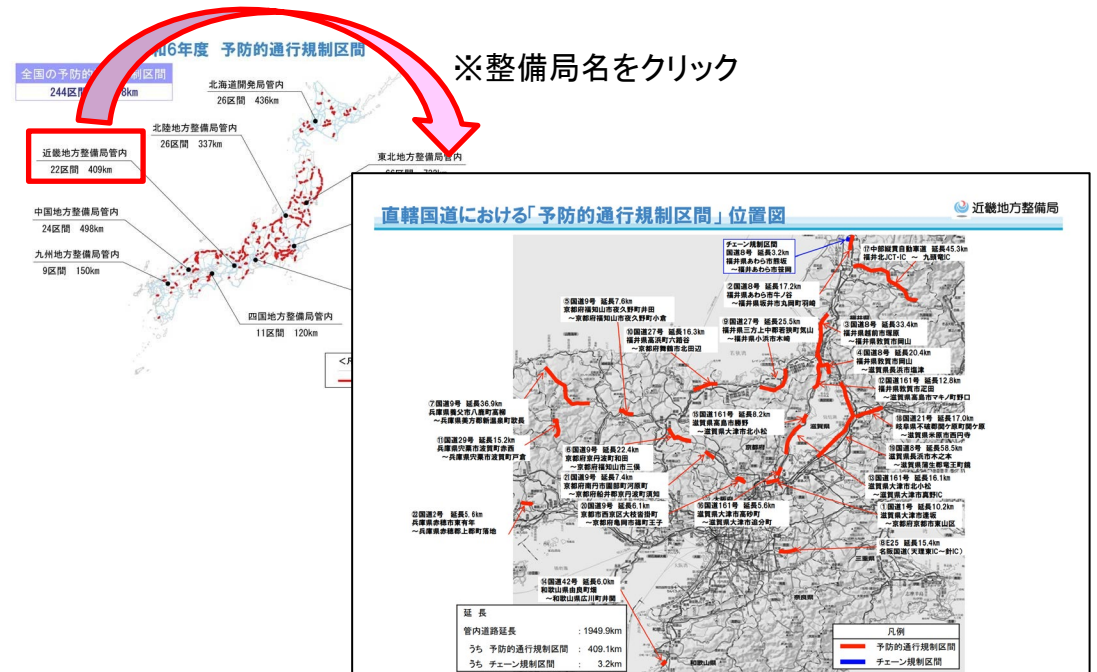 ※整備局名をクリック
6年度 予防的通行規制区間
全国の予防的
制区間
244区間
8km
北海道開発局管内
26区間 436km
北陸地方整備局管内
26区間 337km
近畿地方整備局管内
22区間 409km
東北地方整備局管内
中国地方整備局管内
24区間 498km
九州地方整備局管内
9区間 150km
四国地方整備局管内
11区間 120km
直轄国道における「予防的通行規制区間」位置図
近畿地方整備局
チェーン規制区間
国道8号 延長3.2km
福井県あわら市熊坂
～福井県あわら市笹岡
⑰中部縦貫自動車道 延長45.3km
福井北JCT・IC ～ 九頭竜IC
②国道8号 延長17.2km
福井県あわら市牛ノ谷
～福井県坂井市丸岡町羽崎
⑤国道9号 延長7.6km
京都府福知山市夜久野町井田
～京都府福知山市夜久野町小倉
⑨国道27号 延長25.5km
福井県三方上中郡若狭町気山
～福井県小浜市木崎
③国道8号 延長33.4km
福井県越前市塚原
～福井県敦賀市岡山
⑩国道27号 延長16.3km
福井県高浜町六路谷
～京都府舞鶴市北田辺
④国道8号 延長20.4km
福井県敦賀市岡山
～滋賀県長浜市塩津
⑫国道161号 延長12.8km
福井県敦賀市疋田
～滋賀県高島市マキノ町野口
⑦国道9号 延長36.9km
兵庫県養父市八鹿町高柳
～兵庫県美方郡新温泉町歌長
⑮国道161号 延長8.2km
滋賀県高島市勝野
～滋賀県大津市北小松
⑱国道21号 延長17.0km
岐阜県不破郡関ケ原町関ケ原
～滋賀県米原市西円寺
⑪国道29号 延長15.2km
兵庫県宍粟市波賀町赤西
～兵庫県宍粟市波賀町戸倉
⑥国道9号 延長22.4km
京都府京丹波町和田
～京都府福知山市三俣
⑲国道8号 延長58.5km
滋賀県長浜市木之本
～滋賀県蒲生郡竜王町鏡
㉑国道9号 延長7.4km
京都府南丹市園部町河原町
～京都府船井郡京丹波町須知
⑬国道161号 延長16.1km
滋賀県大津市北小松
～滋賀県大津市真野IC
㉒国道2号 延長5.6km
兵庫県赤穂市東有年
～兵庫県赤穂郡上郡町落地
⑳国道9号 延長6.1km
京都市西京区大枝沓掛町
～京都府亀岡市篠町王子
⑯国道161号 延長5.6km
滋賀県大津市高砂町
～滋賀県大津市追分町
①国道1号 延長10.2km
滋賀県大津市逢坂
～京都府京都市東山区
⑧E25 延長15.4km
名阪国道(天理東IC～針IC)
⑭国道42号 延長6.0km
和歌山県由良町畑
～和歌山県広川町井関
滋賀県
京都府
三重県
奈良県
和歌山県
延 長
管内道路延長 : 1949.9km
うち 予防的通行規制区間 : 409.1km
うち チェーン規制区間 : 3.2km
凡例
予防的通行規制区間
チェーン規制区間